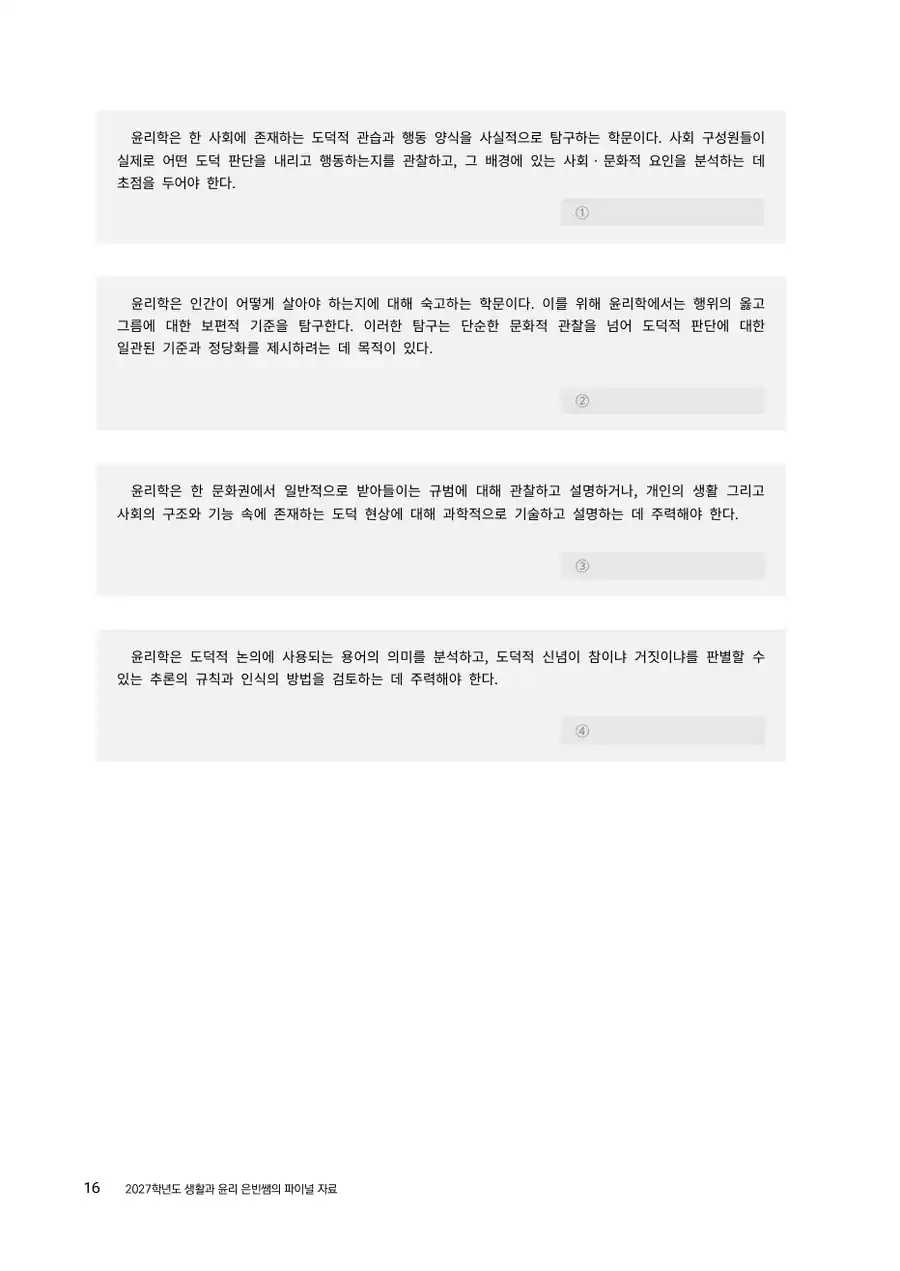 윤리학은 한 사회에 존재하는 도덕적 관습과 행동 양식을 사실적으로 탐구하는 학문이다. 사회 구성원들이
실제로 어떤 도덕 판단을 내리고 행동하는지를 관찰하고, 그 배경에 있는 사회·문화적 요인을 분석하는 데
초점을 두어야 한다.
①
윤리학은 인간이 어떻게 살아야 하는지에 대해 숙고하는 학문이다. 이를 위해 윤리학에서는 행위의 옳고
그름에 대한 보편적 기준을 탐구한다. 이러한 탐구는 단순한 문화적 관찰을 넘어 도덕적 판단에 대한
일관된 기준과 정당화를 제시하려는 데 목적이 있다.
②
윤리학은 한 문화권에서 일반적으로 받아들이는 규범에 대해 관찰하고 설명하거나, 개인의 생활 그리고
사회의 구조와 기능 속에 존재하는 도덕 현상에 대해 과학적으로 기술하고 설명하는 데 주력해야 한다.
③
윤리학은 도덕적 논의에 사용되는 용어의 의미를 분석하고, 도덕적 신념이 참이냐 거짓이냐를 판별할 수
있는 추론의 규칙과 인식의 방법을 검토하는 데 주력해야 한다.
④
16 2027학년도 생활과 윤리 은빈쌤의 파이널 자료